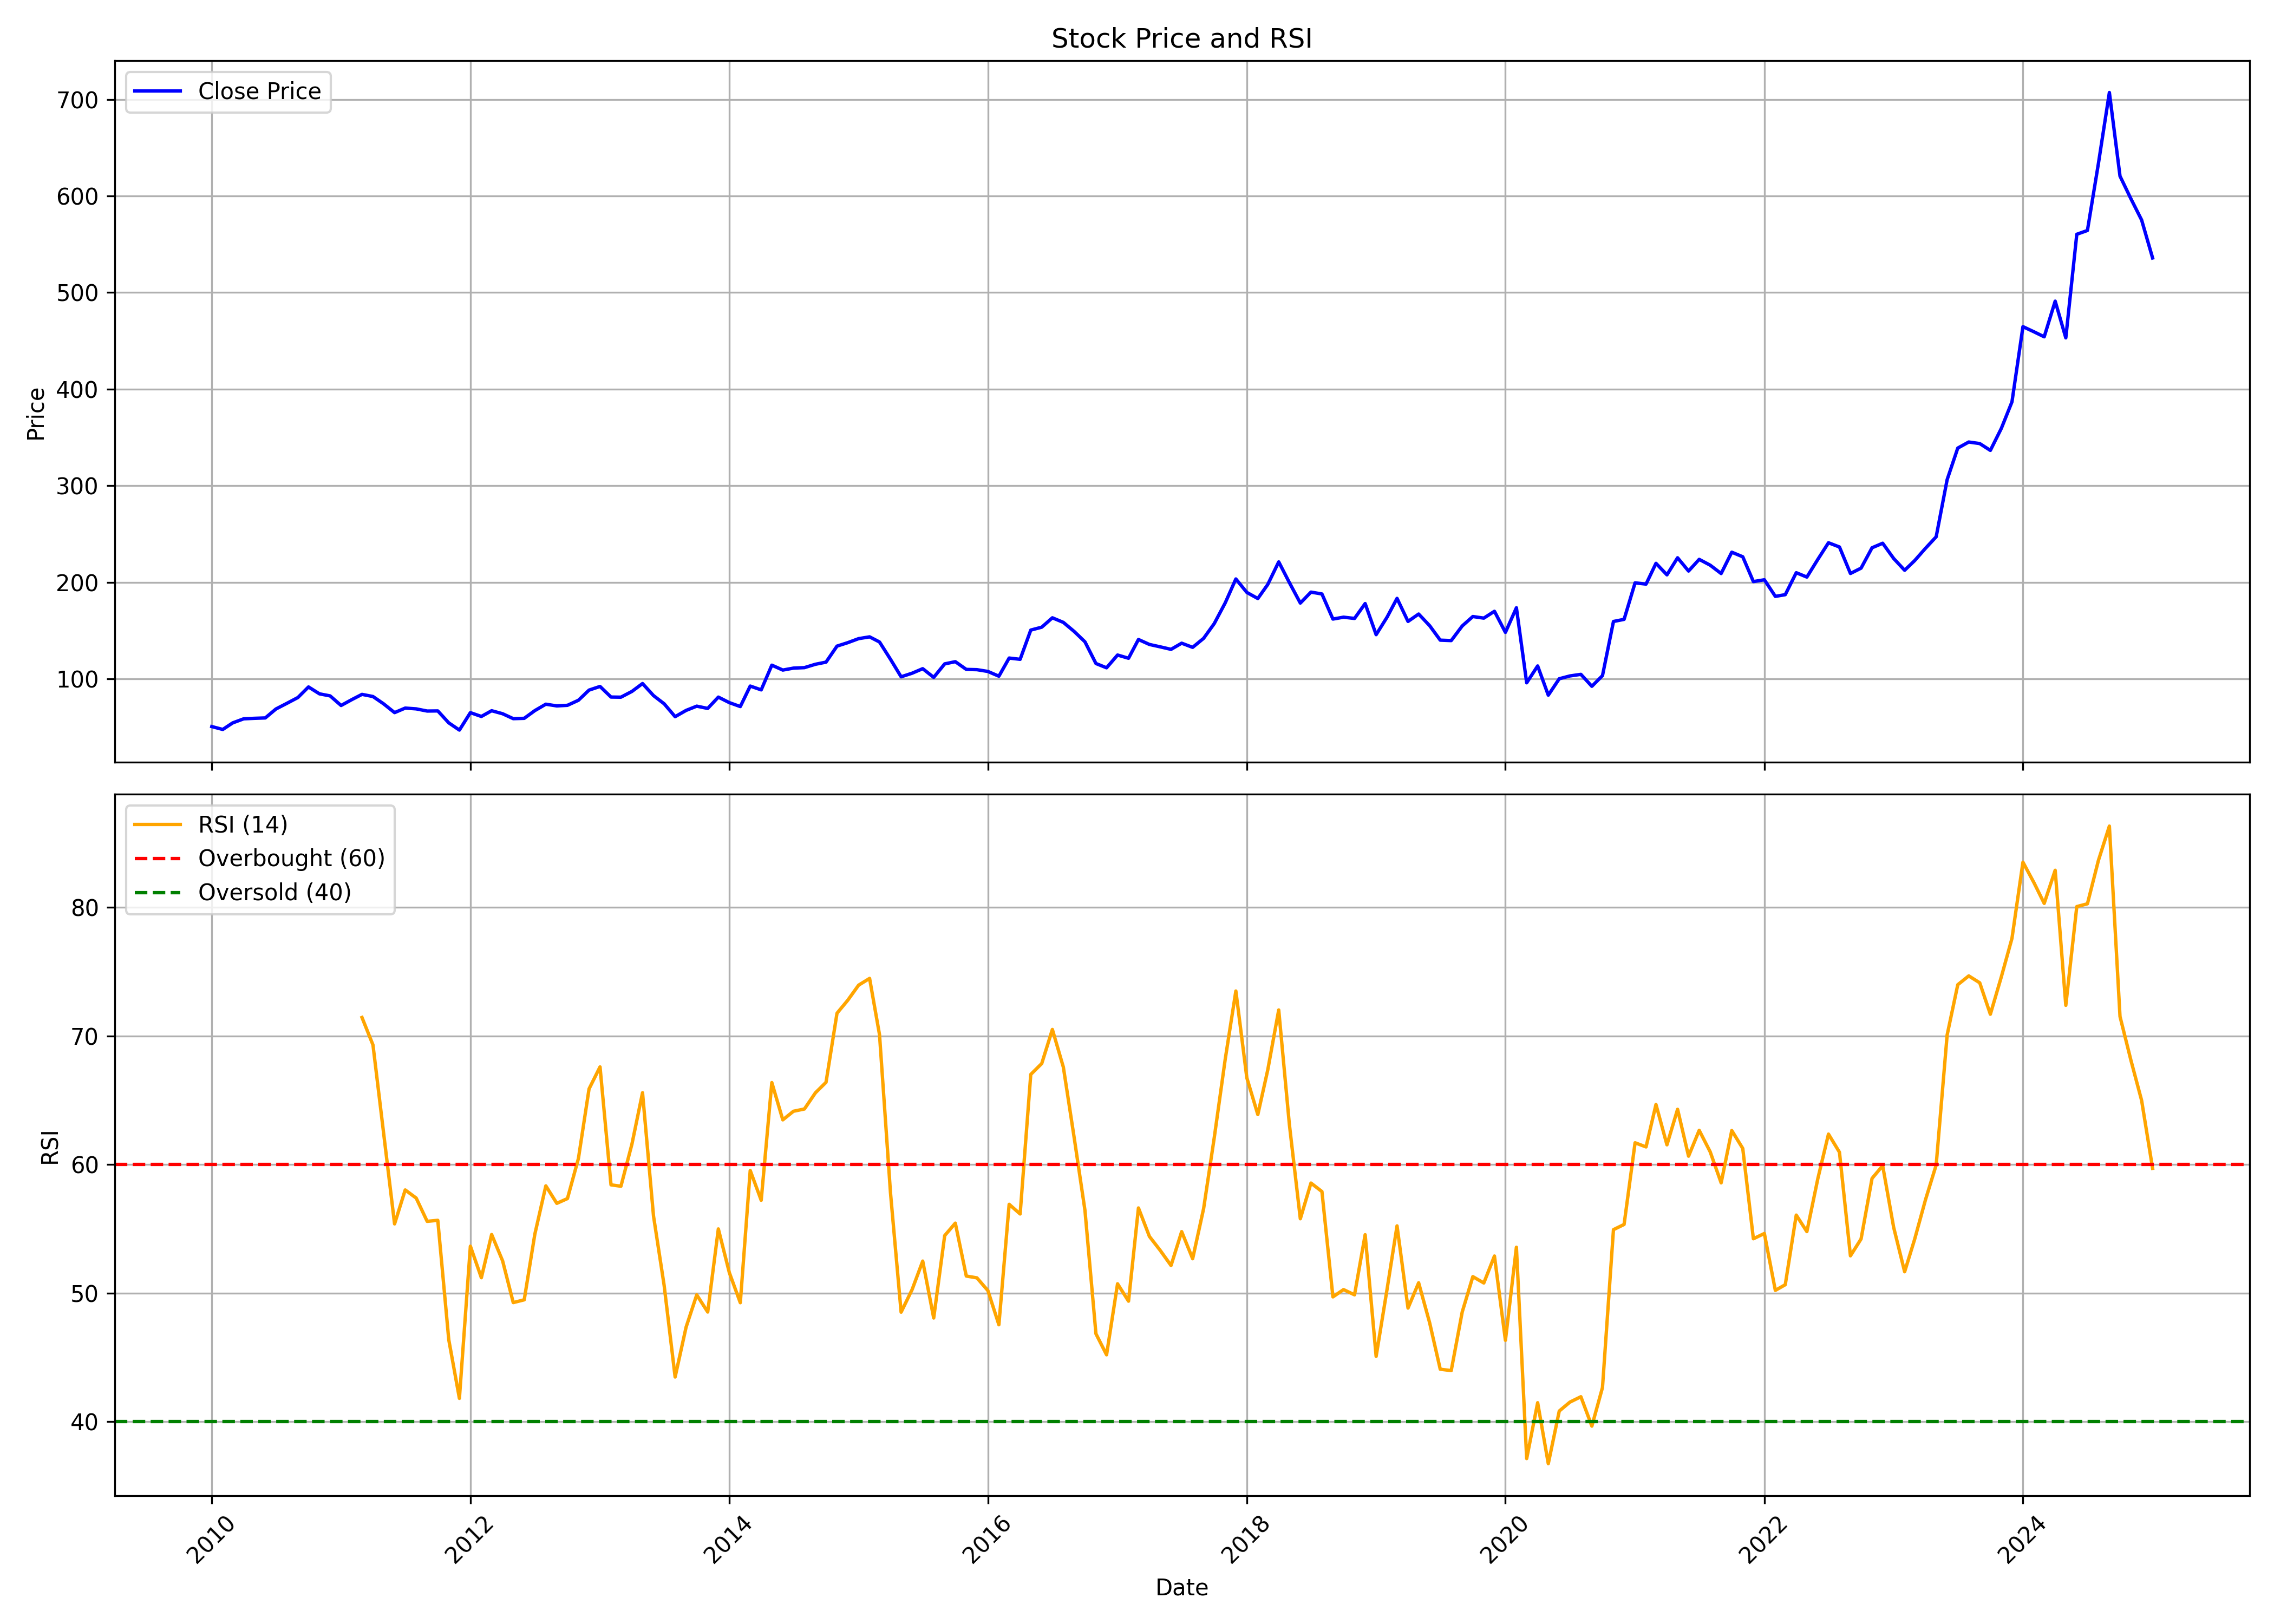 Stock Price and RSI
Close Price
700
600
500
400
300
200
100
Price
RSI (14)
Overbought (60)
Oversold (40)
80
70
60
50
40
RSI
2010
2012
2014
2016
2018
2020
2022
2024
Date